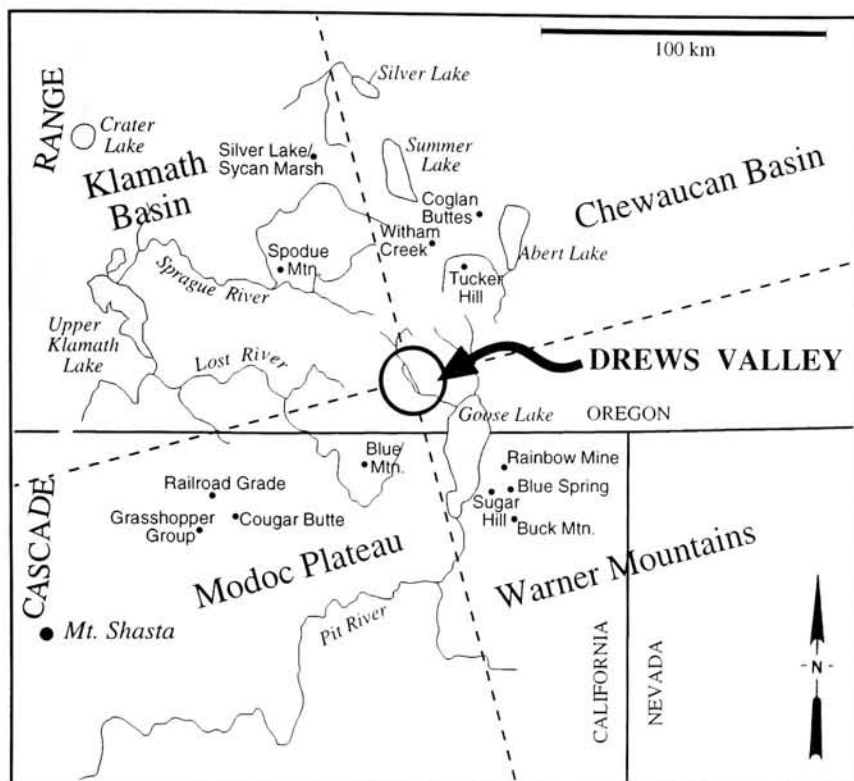 100 km
Silver Lake
RANGE
Crater
Lake
Silver Lake/
Sycan Marsh
Summer
Lake
Klamath
Basin
Chewaucan Basin
Coglan
Buttes
Witham
Creek
Abert Lake
Spodue
Mtn.
Tucker
Hill
Sprague River
Upper
Klamath
Lake
Lost River
DREWS VALLEY
Goose Lake
OREGON
Blue
Mtn.
Rainbow Mine
CASCADE
Railroad Grade
Blue Spring
Sugar
Hill
Grasshopper
Group
Cougar Butte
Buck Mtn.
Modoc Plateau
Warner Mountains
Mt. Shasta
Pit River
CALIFORNIA
NEVADA
-N-